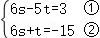 6s-5t=3 ①
6s+t=-15 ②